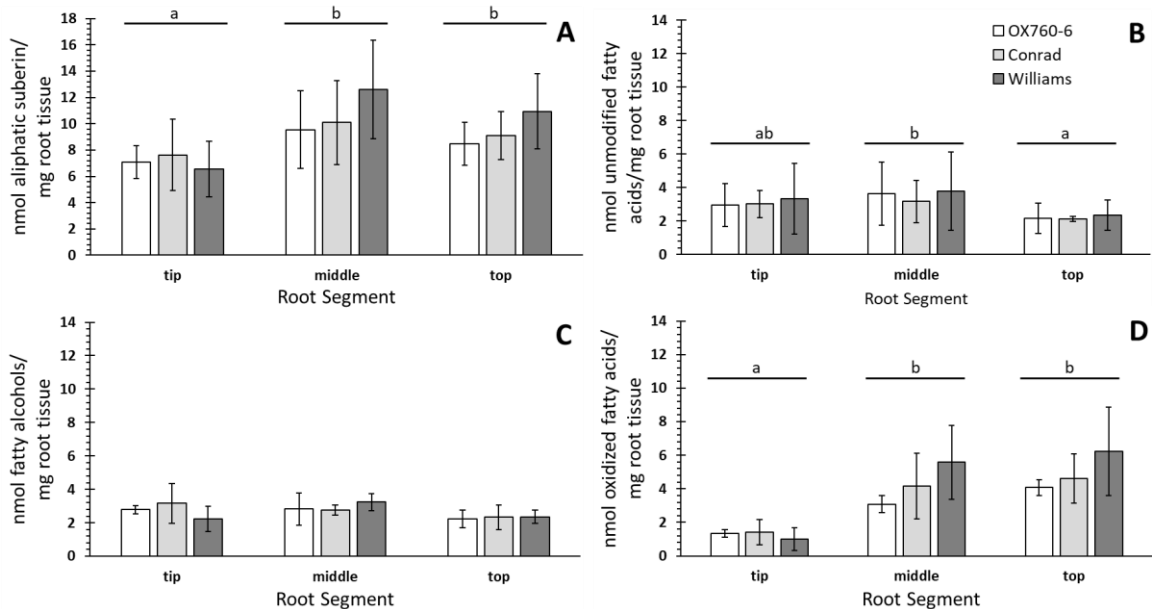 nmol aliphatic suberin/
mg root tissue
18
16
14
12
10
8
6
4
2
0
a
b
b
A
tip
middle
top
Root Segment
nmol unmodified fatty
acids/mg root tissue
14
12
10
8
6
4
2
0
ab
b
a
B
OX760-6
Conrad
Williams
tip
middle
top
Root Segment
nmol fatty alcohols/
mg root tissue
14
12
10
8
6
4
2
0
C
tip
middle
top
Root Segment
nmol oxidized fatty acids/
mg root tissue
14
12
10
8
6
4
2
0
a
b
b
D
tip
middle
top
Root Segment